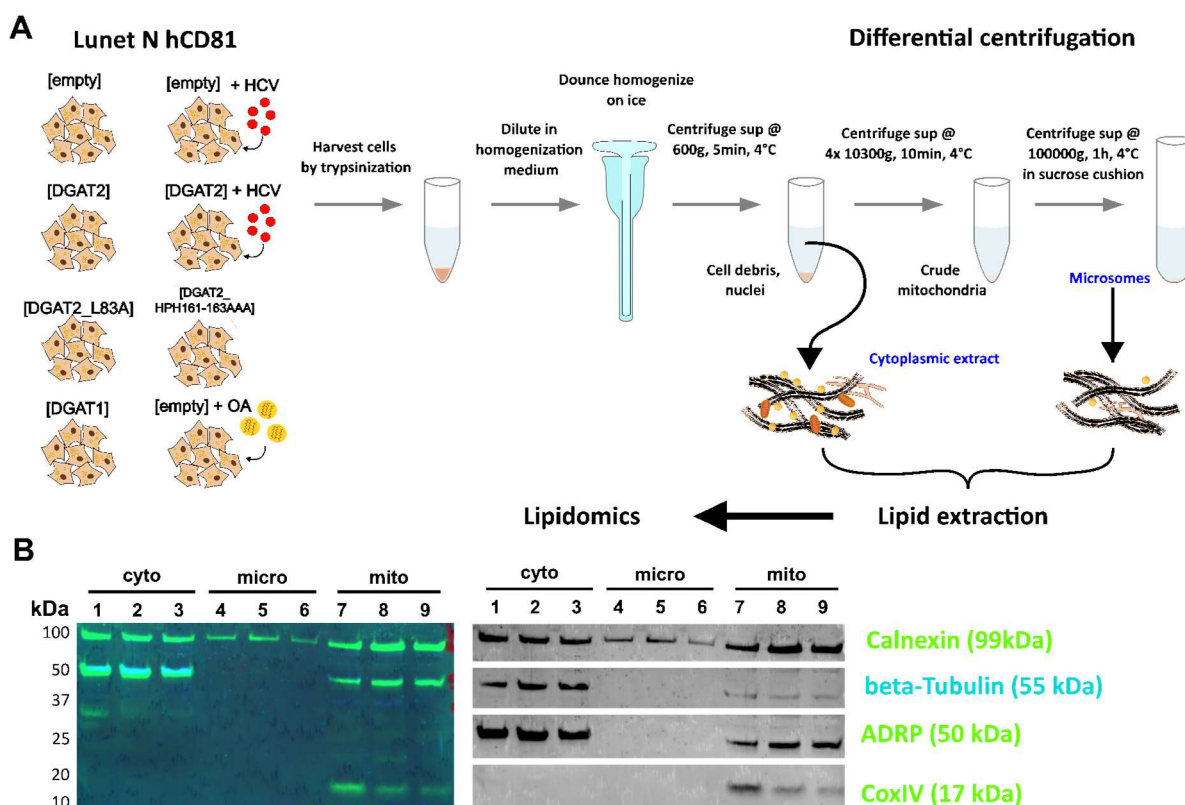 A
Lunet N hCD81
Differential centrifugation
[empty]
[empty] + HCV
[DGAT2]
[DGAT2] + HCV
[DGAT2_L83A]
[DGAT2_
HPH161-163AAA]
[DGAT1]
[empty] + OA
Harvest cells
by trypsinization
Dilute in
homogenization
medium
Dounce homogenize
on ice
Centrifuge sup @
600g, 5min, 4°C
Centrifuge sup @
4x 10300g, 10min, 4°C
Centrifuge sup @
100000g, 1h, 4°C
in sucrose cushion
Cell debris,
nuclei
Crude
mitochondria
Microsomes
Cytoplasmic extract
Lipidomics
Lipid extraction
B
cyto micro mito
kDa 1 2 3 4 5 6 7 8 9
100
50
37
25
20
10
cyto micro mito
1 2 3 4 5 6 7 8 9
Calnexin (99kDa)
beta-Tubulin (55 kDa)
ADRP (50 kDa)
CoxIV (17 kDa)